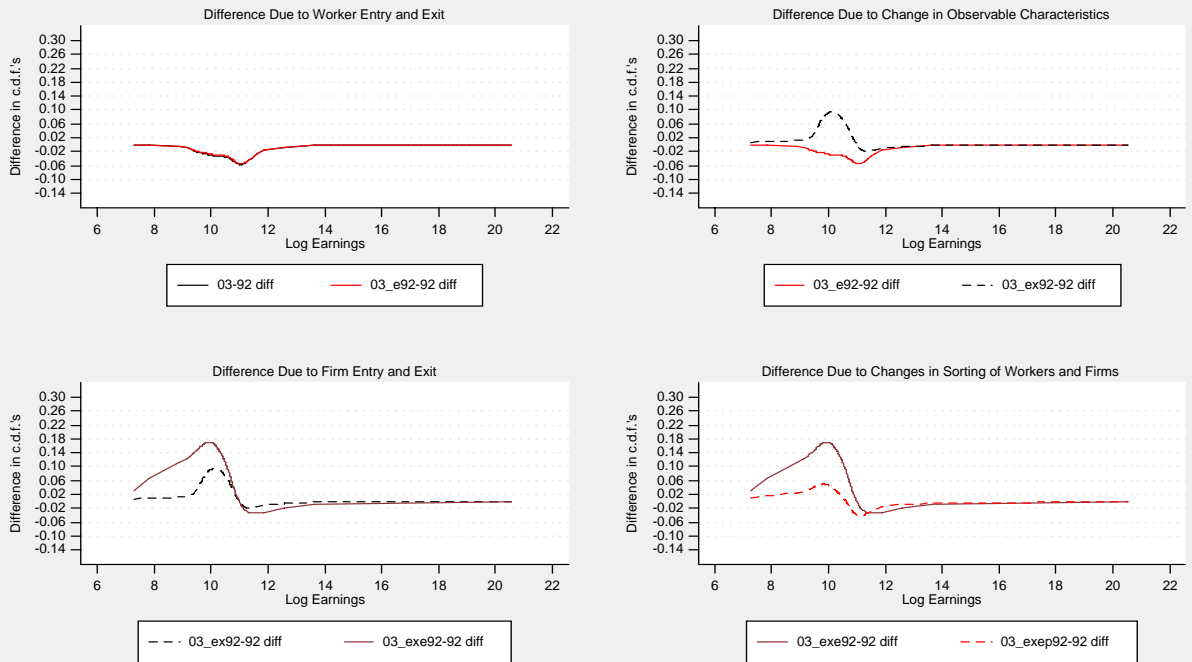 Difference Due to Worker Entry and Exit
Difference in c.d.f.'s
0.30
0.26
0.22
0.18
0.14
0.10
0.06
0.02
-0.02
-0.06
-0.10
-0.14
6 8 10 12 14 16 18 20 22
Log Earnings
03-92 diff 03_e92-92 diff
Difference Due to Change in Observable Characteristics
Difference in c.d.f.'s
0.30
0.26
0.22
0.18
0.14
0.10
0.06
0.02
-0.02
-0.06
-0.10
-0.14
6 8 10 12 14 16 18 20 22
Log Earnings
03_e92-92 diff 03_ex92-92 diff
Difference Due to Firm Entry and Exit
Difference in c.d.f.'s
0.30
0.26
0.22
0.18
0.14
0.10
0.06
0.02
-0.02
-0.06
-0.10
-0.14
6 8 10 12 14 16 18 20 22
Log Earnings
03_ex92-92 diff 03_exe92-92 diff
Difference Due to Changes in Sorting of Workers and Firms
Difference in c.d.f.'s
0.30
0.26
0.22
0.18
0.14
0.10
0.06
0.02
-0.02
-0.06
-0.10
-0.14
6 8 10 12 14 16 18 20 22
Log Earnings
03_exe92-92 diff 03_exep92-92 diff